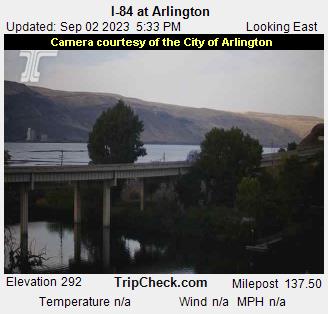 I-84 at Arlington
Updated: Sep 02 2023 5:33 PM Looking East
Camera courtesy of the City of Arlington
Elevation 292 TripCheck.com Milepost 137.50
Temperature n/a Wind n/a MPH n/a